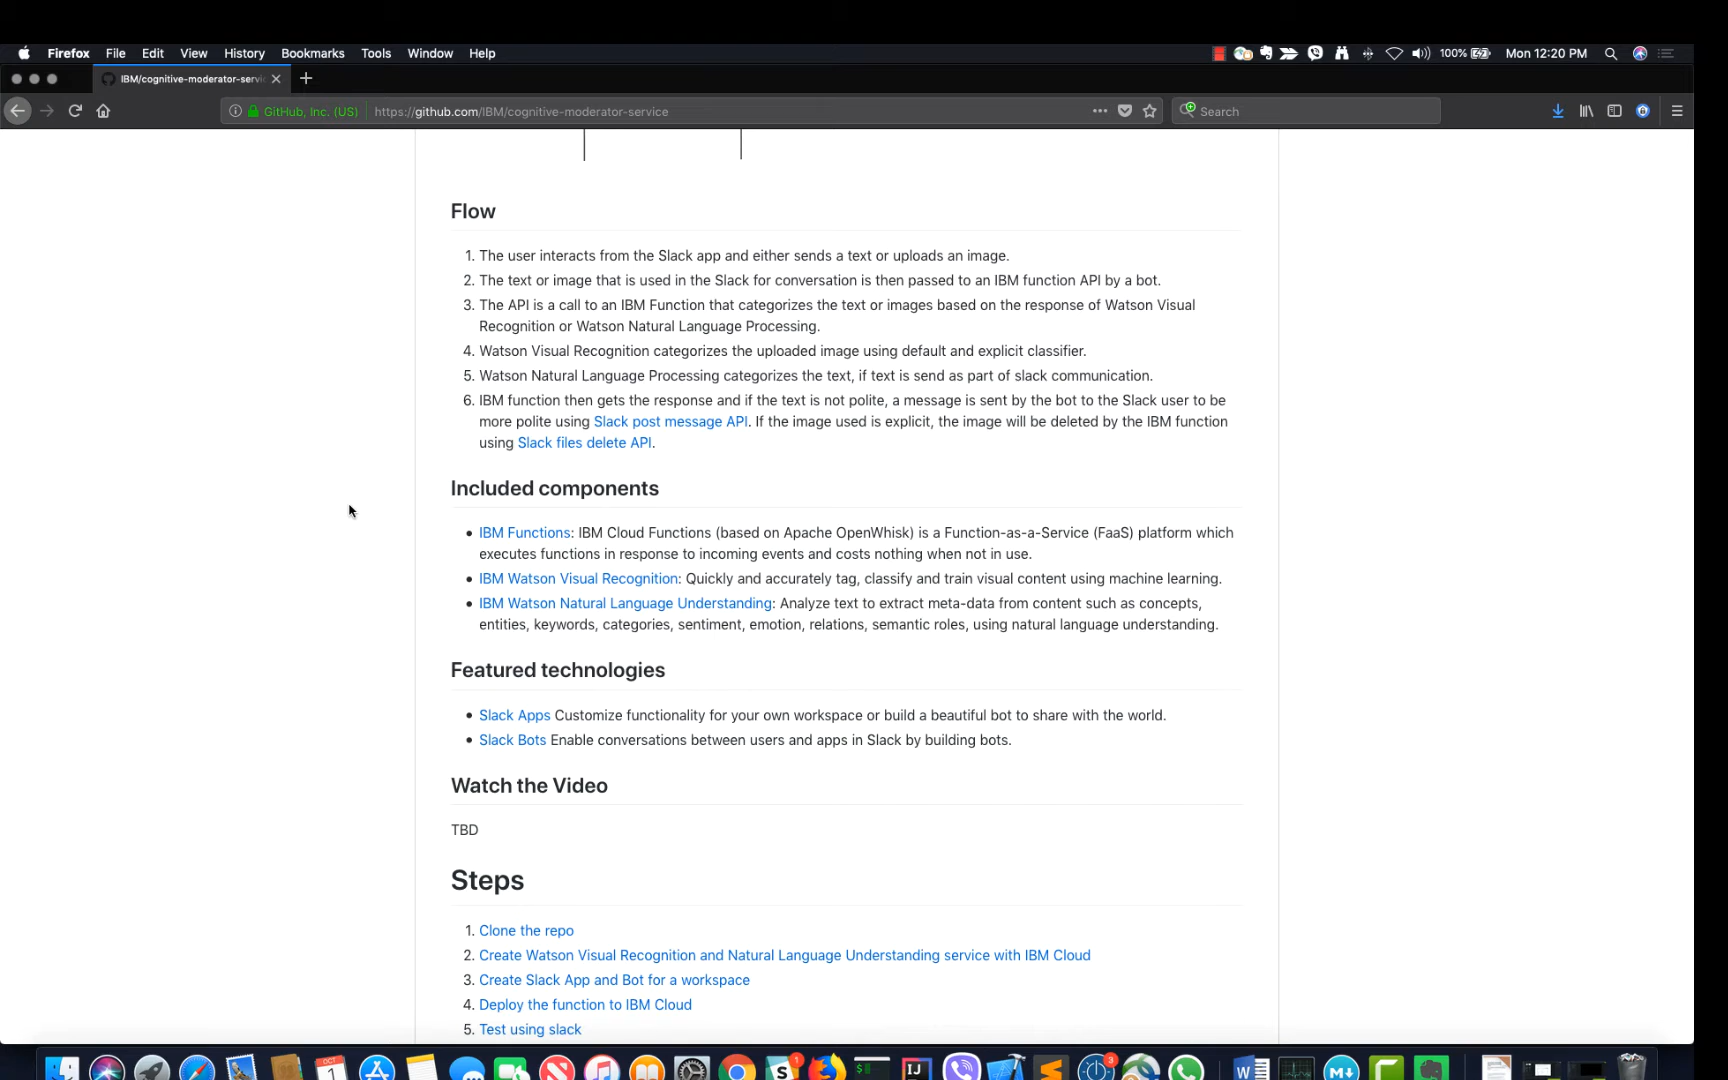 Firefox File Edit View History Bookmarks Tools Window Help 100% Mon 12:20 PM
IBM/cognitive-moderator-servic
GitHub, Inc. (US) https://github.com/IBM/cognitive-moderator-service Search
Flow
1. The user interacts from the Slack app and either sends a text or uploads an image.
2. The text or image that is used in the Slack for conversation is then passed to an IBM function API by a bot.
3. The API is a call to an IBM Function that categorizes the text or images based on the response of Watson Visual
Recognition or Watson Natural Language Processing.
4. Watson Visual Recognition categorizes the uploaded image using default and explicit classifier.
5. Watson Natural Language Processing categorizes the text, if text is send as part of slack communication.
6. IBM function then gets the response and if the text is not polite, a message is sent by the bot to the Slack user to be
more polite using Slack post message API. If the image used is explicit, the image will be deleted by the IBM function
using Slack files delete API.
Included components
• IBM Functions: IBM Cloud Functions (based on Apache OpenWhisk) is a Function-as-a-Service (FaaS) platform which
executes functions in response to incoming events and costs nothing when not in use.
• IBM Watson Visual Recognition: Quickly and accurately tag, classify and train visual content using machine learning.
• IBM Watson Natural Language Understanding: Analyze text to extract meta-data from content such as concepts,
entities, keywords, categories, sentiment, emotion, relations, semantic roles, using natural language understanding.
Featured technologies
• Slack Apps Customize functionality for your own workspace or build a beautiful bot to share with the world.
• Slack Bots Enable conversations between users and apps in Slack by building bots.
Watch the Video
TBD
Steps
1. Clone the repo
2. Create Watson Visual Recognition and Natural Language Understanding service with IBM Cloud
3. Create Slack App and Bot for a workspace
4. Deploy the function to IBM Cloud
5. Test using slack
OCT 1 1 IJ 3 W M